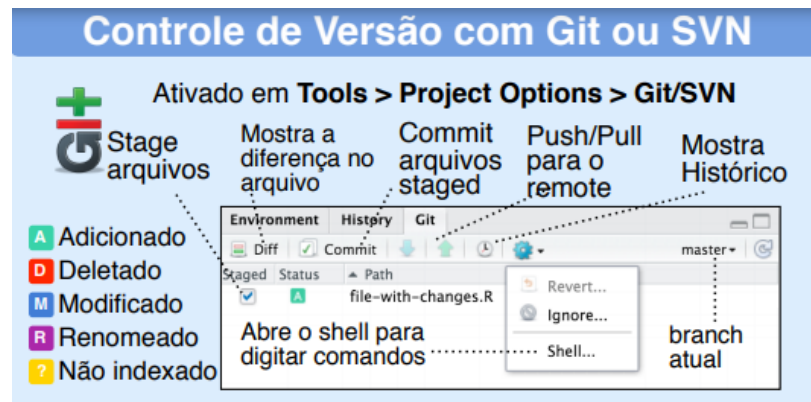 Controle de Versão com Git ou SVN
Ativado em Tools > Project Options > Git/SVN
git
Stage
arquivos
Mostra a
diferença no
arquivo
Commit
arquivos
staged
Push/Pull
para o
remote
Mostra
Histórico
A Adicionado
D Deletado
M Modificado
R Renomeado
? Não indexado
Environment History Git
Diff Commit master
Staged Status Path
A file-with-changes.R
Revert...
Ignore...
Shell...
Abre o shell para
digitar comandos
branch
atual